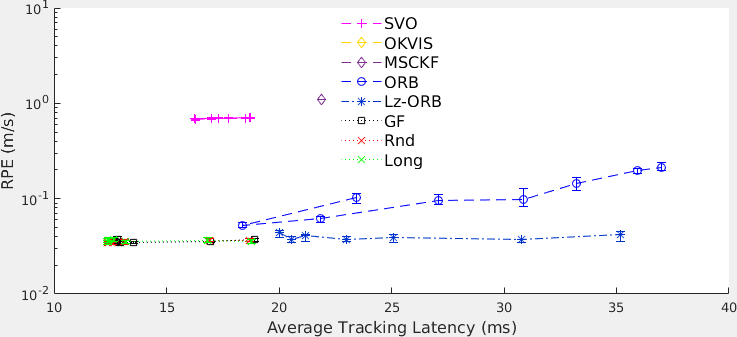 10^1
10^0
10^-1
10^-2
RPE (m/s)
SVO
OKVIS
MSCKF
ORB
Lz-ORB
GF
Rnd
Long
10 15 20 25 30 35 40
Average Tracking Latency (ms)